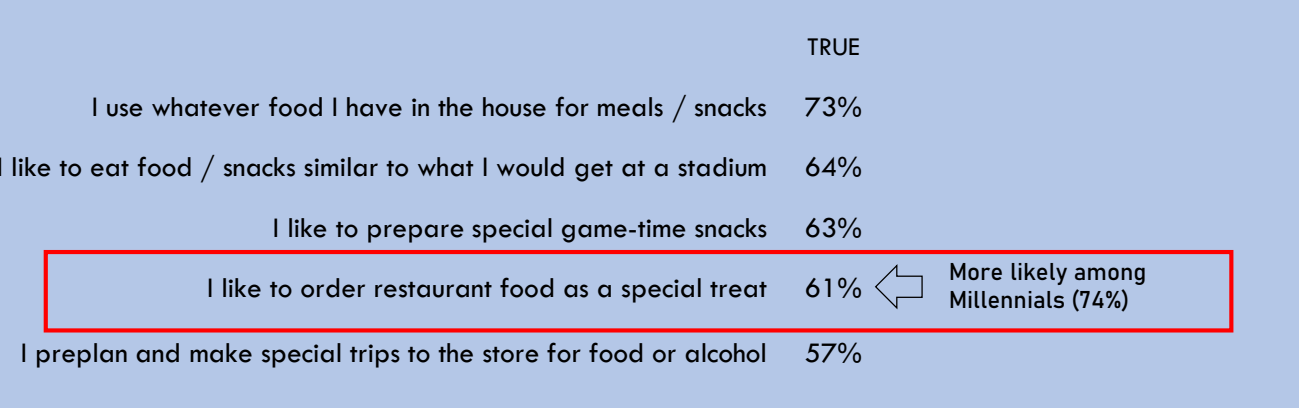 TRUE
I use whatever food I have in the house for meals / snacks 73%
I like to eat food / snacks similar to what I would get at a stadium 64%
I like to prepare special game-time snacks 63%
I like to order restaurant food as a special treat 61% More likely among
Millennials (74%)
I preplan and make special trips to the store for food or alcohol 57%